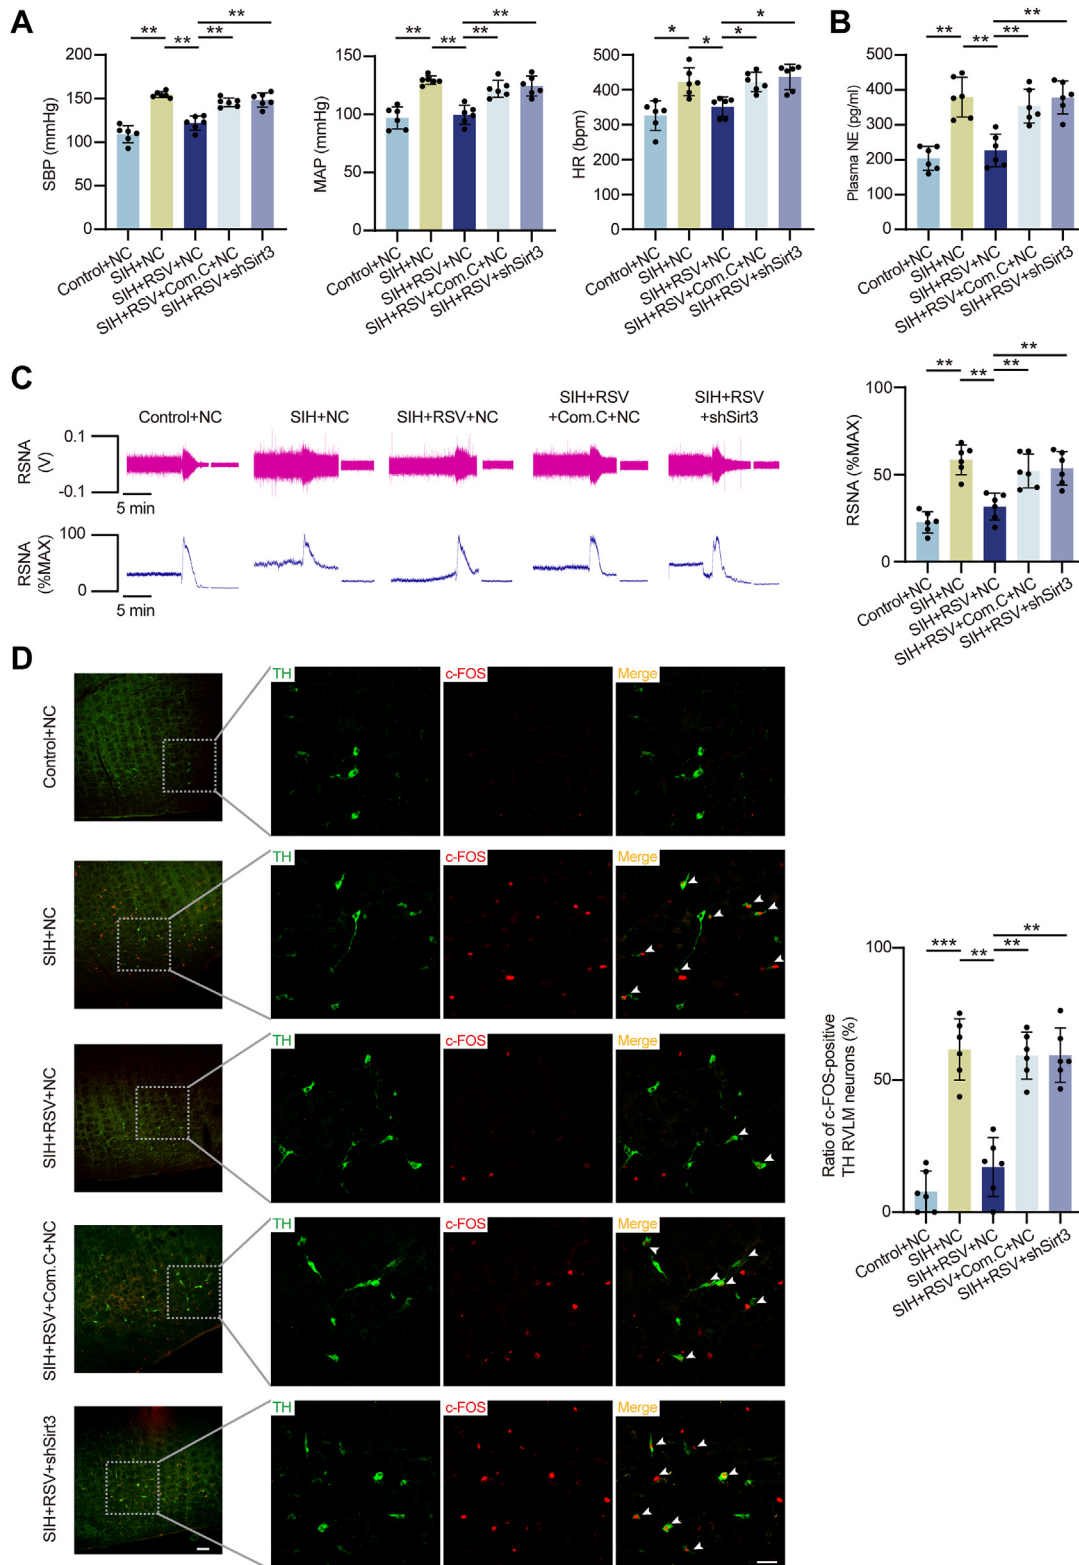 A
** ** ** **
SBP (mmHg)
200
150
100
50
0
Control+NC
SIH+NC
SIH+RSV+NC
SIH+RSV+Com.C+NC
SIH+RSV+shSirt3
** ** ** **
MAP (mmHg)
150
100
50
0
Control+NC
SIH+NC
SIH+RSV+NC
SIH+RSV+Com.C+NC
SIH+RSV+shSirt3
* * * *
HR (bpm)
600
400
200
0
Control+NC
SIH+NC
SIH+RSV+NC
SIH+RSV+Com.C+NC
SIH+RSV+shSirt3
B
** ** ** **
Plasma NE (pg/ml)
500
400
300
200
100
0
Control+NC
SIH+NC
SIH+RSV+NC
SIH+RSV+Com.C+NC
SIH+RSV+shSirt3
C
Control+NC
SIH+NC
SIH+RSV+NC
SIH+RSV
+Com.C+NC
SIH+RSV
+shSirt3
RSNA
(V)
0.1
-0.1
5 min
RSNA
(%MAX)
100
0
5 min
** ** ** **
RSNA (%MAX)
100
50
0
Control+NC
SIH+NC
SIH+RSV+NC
SIH+RSV+Com.C+NC
SIH+RSV+shSirt3
D
Control+NC
TH
c-FOS
Merge
SIH+NC
TH
c-FOS
Merge
SIH+RSV+NC
TH
c-FOS
Merge
SIH+RSV+Com.C+NC
TH
c-FOS
Merge
SIH+RSV+shSirt3
TH
c-FOS
Merge
*** ** ** **
Ratio of c-FOS-positive
TH RVLM neurons (%)
100
50
0
Control+NC
SIH+NC
SIH+RSV+NC
SIH+RSV+Com.C+NC
SIH+RSV+shSirt3